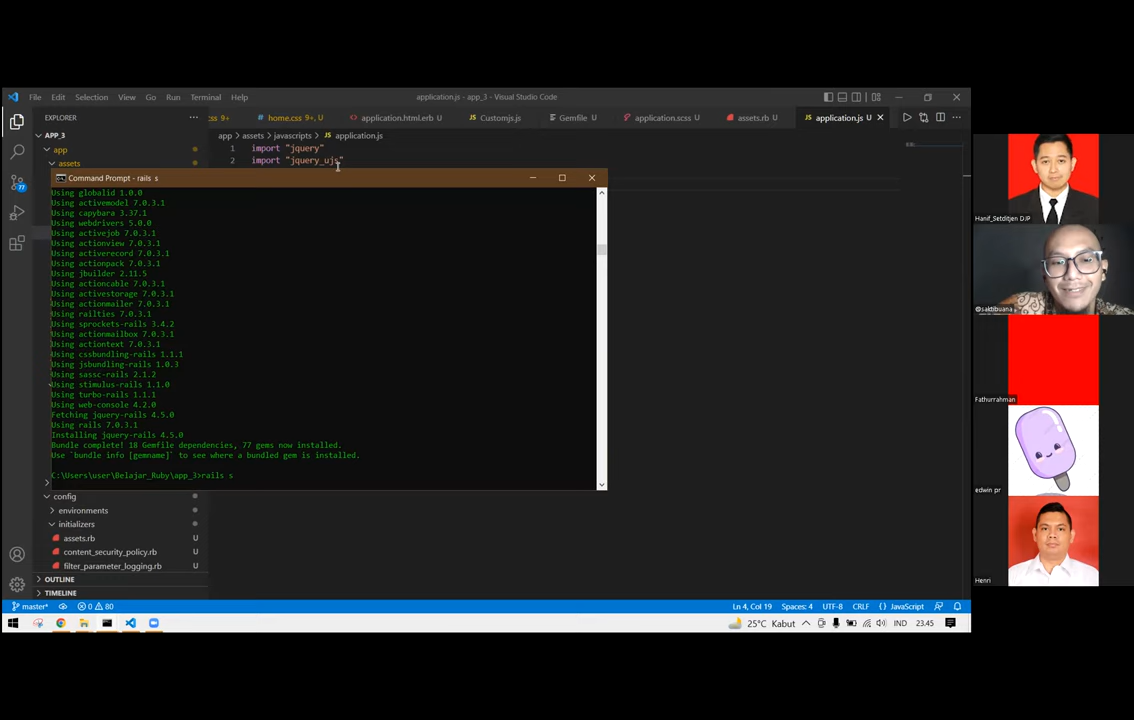 File Edit Selection View Go Run Terminal Help
application.js - app_3 - Visual Studio Code
EXPLORER
css 9+
home.css 9+, U
application.html.erb U
Customjs.js
Gemfile U
application.scss U
assets.rb U
application.js U
APP_3
app > assets > javascripts > application.js
app
assets
1 import "jquery"
2 import "jquery_ujs"
Command Prompt - rails s
Using globalid 1.0.0
Using activemodel 7.0.3.1
Using capybara 3.37.1
Using webdrivers 5.0.0
Using activejob 7.0.3.1
Using actionview 7.0.3.1
Using activerecord 7.0.3.1
Using actionpack 7.0.3.1
Using jbuilder 2.11.5
Using actioncable 7.0.3.1
Using activestorage 7.0.3.1
Using actionmailer 7.0.3.1
Using railties 7.0.3.1
Using sprockets-rails 3.4.2
Using actionmailbox 7.0.3.1
Using actiontext 7.0.3.1
Using cssbundling-rails 1.1.1
Using jsbundling-rails 1.0.3
Using sassc-rails 2.1.2
Using stimulus-rails 1.1.0
Using turbo-rails 1.1.1
Using web-console 4.2.0
Fetching jquery-rails 4.5.0
Using rails 7.0.3.1
Installing jquery-rails 4.5.0
Bundle complete! 18 Gemfile dependencies, 77 gems now installed.
Use `bundle info [gemname]` to see where a bundled gem is installed.
C:\Users\user\Belajar_Ruby\app_3>rails s
config
environments
initializers
assets.rb U
content_security_policy.rb U
filter_parameter_logging.rb U
OUTLINE
TIMELINE
77
master*
0 80
Ln 4, Col 19 Spaces: 4 UTF-8 CRLF {} JavaScript
25°C Kabut
IND
23.45
Hanif_Setditjen DJP
@saktibuana
Fathurrahman
edwin pr
Henri